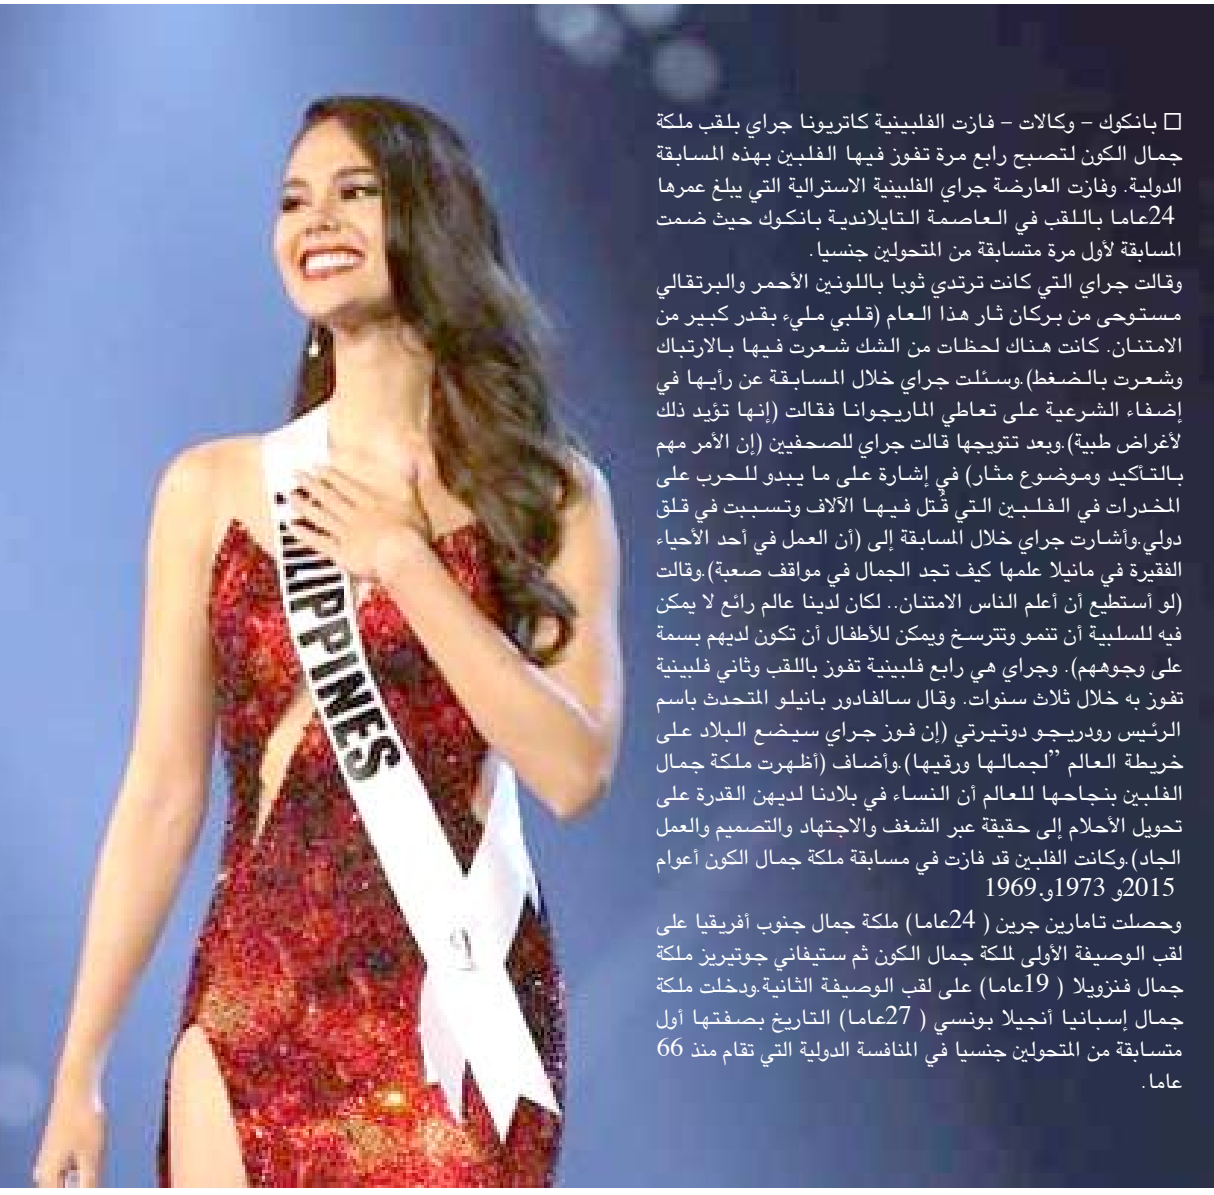 □ بانكوك – وكالات – فازت الفلبينية كاتريونا جراي بلقب ملكة
جمال الكون لتصبح رابع مرة تفوز فيها الفلبين بهذه المسابقة
الدولية. وفازت العارضة جراي الفلبينية الاسترالية التي يبلغ عمرها
24عاما باللقب في العاصمة التايلاندية بانكوك حيث ضمت
المسابقة لأول مرة متسابقة من المتحولين جنسيا.
وقالت جراي التي كانت ترتدي ثوبا باللونين الأحمر والبرتقالي
مستوحى من بركان ثار هذا العام (قلبي مليء بقدر كبير من
الامتنان. كانت هناك لحظات من الشك شعرت فيها بالارتباك
وشعرت بالضغط).وسئلت جراي خلال المسابقة عن رأيها في
إضفاء الشرعية على تعاطي الماريجوانا فقالت (إنها تؤيد ذلك
لأغراض طبية).وبعد تتويجها قالت جراي للصحفيين (إن الأمر مهم
بالتأكيد وموضوع مثار) في إشارة على ما يبدو للحرب على
المخدرات في الفلبين التي قُتل فيها الآلاف وتسببت في قلق
دولي.وأشارت جراي خلال المسابقة إلى (أن العمل في أحد الأحياء
الفقيرة في مانيلا علمها كيف تجد الجمال في مواقف صعبة).وقالت
(لو أستطيع أن أعلم الناس الامتنان.. لكان لدينا عالم رائع لا يمكن
فيه للسلبية أن تنمو وتترسخ ويمكن للأطفال أن تكون لديهم بسمة
على وجوههم). وجراي هي رابع فلبينية تفوز باللقب وثاني فلبينية
تفوز به خلال ثلاث سنوات. وقال سالفادور بانيلو المتحدث باسم
الرئيس رودريجو دوتيرتي (إن فوز جراي سيضع البلاد على
خريطة العالم ”لجمالها ورقيها).وأضاف (أظهرت ملكة جمال
الفلبين بنجاحها للعالم أن النساء في بلادنا لديهن القدرة على
تحويل الأحلام إلى حقيقة عبر الشغف والاجتهاد والتصميم والعمل
الجاد).وكانت الفلبين قد فازت في مسابقة ملكة جمال الكون أعوام
2015و 1973و1969.
وحصلت تامارين جرين ( 24عاما) ملكة جمال جنوب أفريقيا على
لقب الوصيفة الأولى لملكة جمال الكون ثم ستيفاني جوتيريز ملكة
جمال فنزويلا ( 19عاما) على لقب الوصيفة الثانية.ودخلت ملكة
جمال إسبانيا أنجيلا بونسي ( 27عاما) التاريخ بصفتها أول
متسابقة من المتحولين جنسيا في المنافسة الدولية التي تقام منذ 66
عاما.
PHILIPPINES